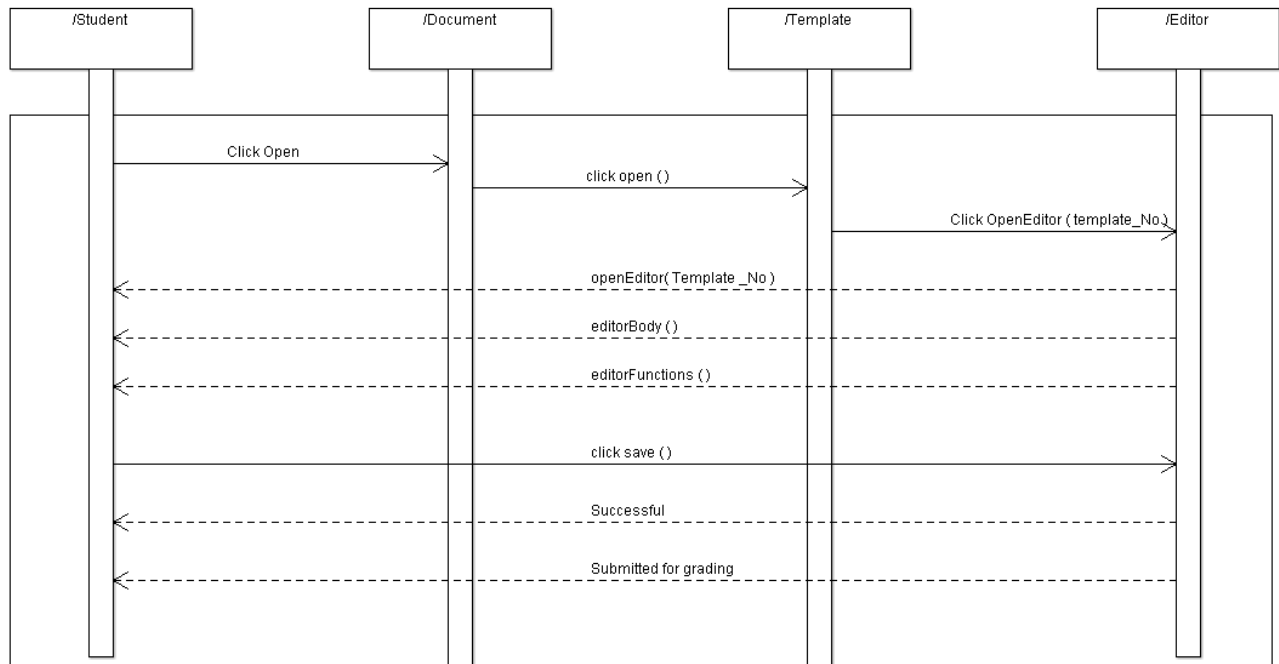 /Student
/Document
/Template
/Editor
Click Open
click open ( )
Click OpenEditor ( template_No.)
openEditor( Template _No )
editorBody ( )
editorFunctions ( )
click save ( )
Successful
Submitted for grading